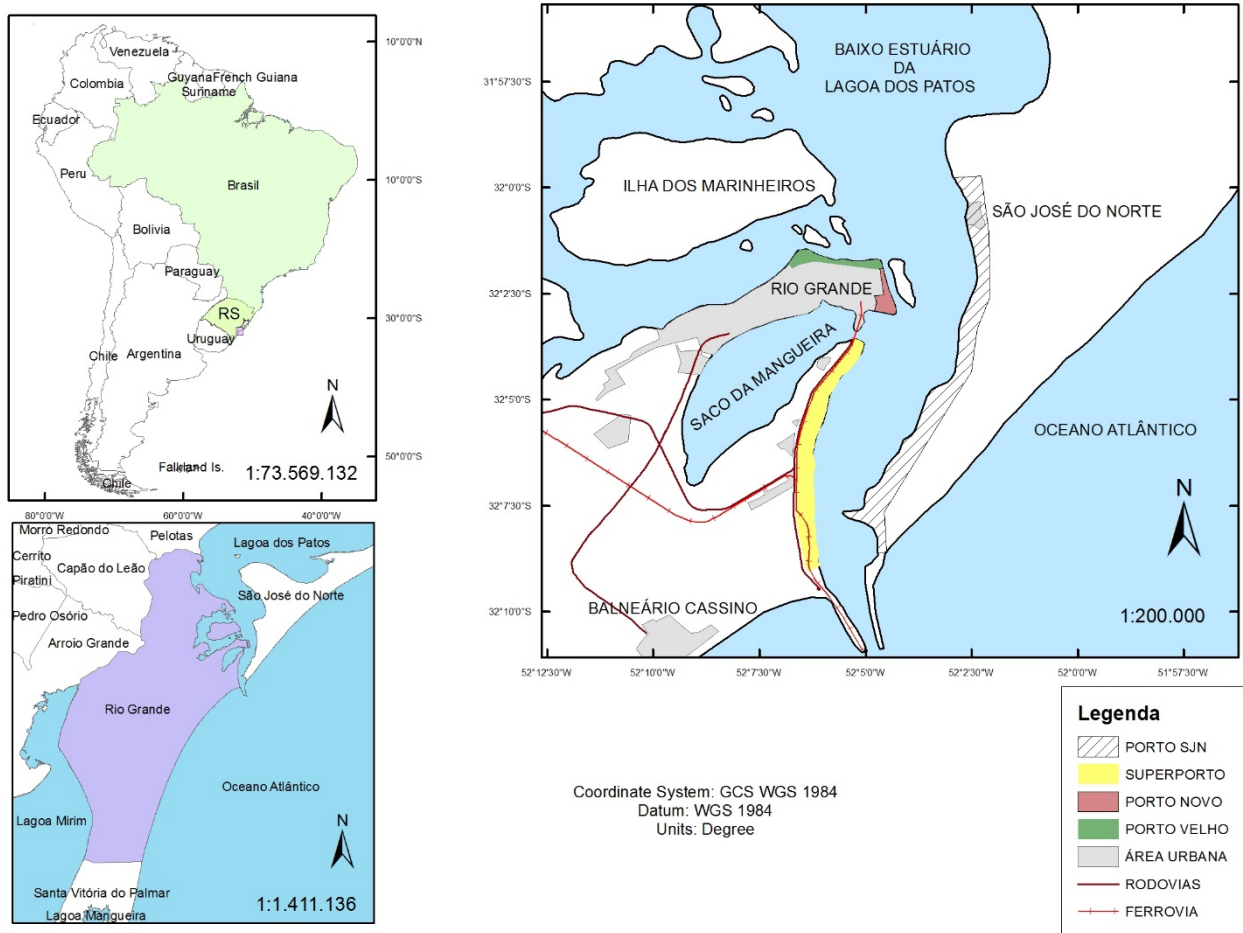 Venezuela
Colombia
GuyanaFrench Guiana
Suriname
Ecuador
Peru
Brasil
Bolivia
Paraguay
RS
Uruguay
Chile
Argentina
N
Falkland Is.
Chile
1:73.569.132
10°0'0"S
10°0'0"S
30°0'0"S
50°0'0"S
80°0'0"W
60°0'0"W
40°0'0"W
Morro Redondo
Pelotas
Lagoa dos Patos
Cerrito
Capão do Leão
Piratini
São José do Norte
Pedro Osório
Arroio Grande
Rio Grande
Oceano Atlântico
Lagoa Mirim
N
Santa Vitória do Palmar
Lagoa Mangueira
1:1.411.136
BAIXO ESTUÁRIO
DA
LAGOA DOS PATOS
ILHA DOS MARINHEIROS
SÃO JOSÉ DO NORTE
RIO GRANDE
SACO DA MANGUEIRA
OCEANO ATLÂNTICO
N
BALNEÁRIO CASSINO
1:200.000
31°57'30"S
32°0'0"S
32°2'30"S
32°5'0"S
32°7'30"S
32°10'0"S
52°12'30"W
52°10'0"W
52°7'30"W
52°5'0"W
52°2'30"W
52°0'0"W
51°57'30"W
Coordinate System: GCS WGS 1984
Datum: WGS 1984
Units: Degree
Legenda
PORTO SJN
SUPERPORTO
PORTO NOVO
PORTO VELHO
ÁREA URBANA
RODOVIAS
FERROVIA